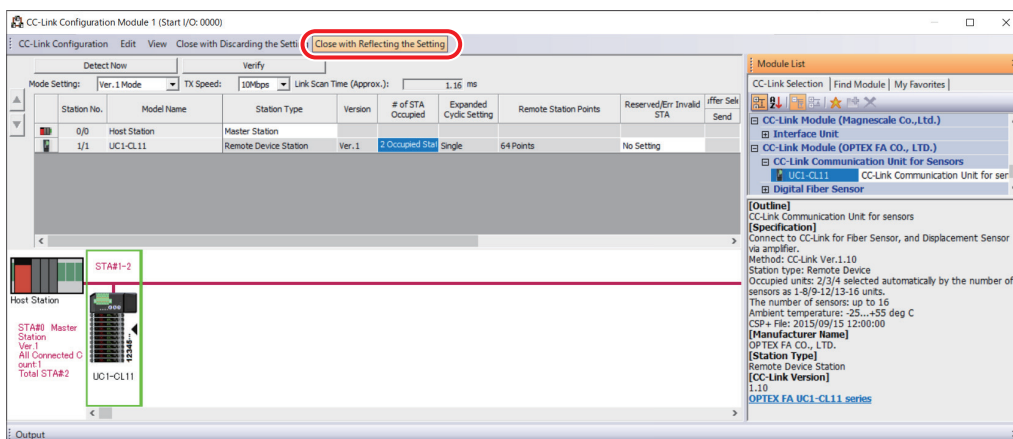 CC-Link Configuration Module 1 (Start I/O: 0000)
CC-Link Configuration Edit View Close with Discarding the Setti Close with Reflecting the Setting
Detect Now Verify
Mode Setting: Ver.1 Mode TX Speed: 10Mbps Link Scan Time (Approx.): 1.16 ms
Station No. Model Name Station Type Version # of STA Occupied Expanded Cyclic Setting Remote Station Points Reserved/Err Invalid STA iffer Sele Send
0/0 Host Station Master Station
1/1 UC1-CL11 Remote Device Station Ver.1 2 Occupied Stat Single 64 Points No Setting
STA#1-2
Host Station
STA#0 Master
Station
Ver.1
All Connected C
ount:1
Total STA#:2
12345···
UC1-CL11
Output
Module List
CC-Link Selection Find Module My Favorites
CC-Link Module (Magnescale Co.,Ltd.)
Interface Unit
CC-Link Module (OPTEX FA CO., LTD.)
CC-Link Communication Unit for Sensors
UC1-CL11 CC-Link Communication Unit for ser
Digital Fiber Sensor
[Outline]
CC-Link Communication Unit for sensors
[Specification]
Connect to CC-Link for Fiber Sensor, and Displacement Sensor
via amplifier.
Method: CC-Link Ver.1.10
Station type: Remote Device
Occupied units: 2/3/4 selected automatically by the number of
sensors as 1-8/9-12/13-16 units.
The number of sensors: up to 16
Ambient temperature: -25...+55 deg C
CSP+ File: 2015/09/15 12:00:00
[Manufacturer Name]
OPTEX FA CO., LTD.
[Station Type]
Remote Device Station
[CC-Link Version]
1.10
OPTEX FA UC1-CL11 series